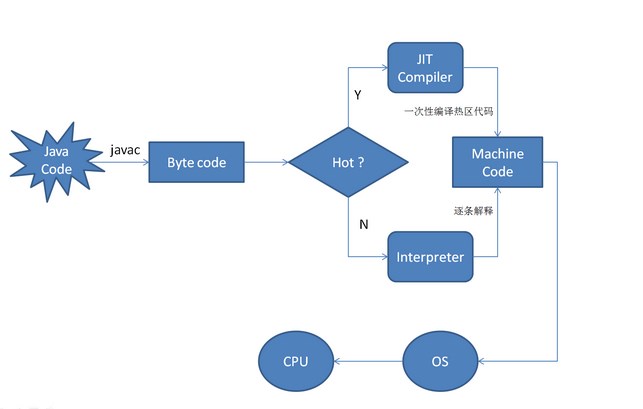 Java
Code
javac
Byte code
Hot ?
Y
JIT
Compiler
一次性编译热区代码
Machine
Code
N
Interpreter
逐条解释
OS
CPU